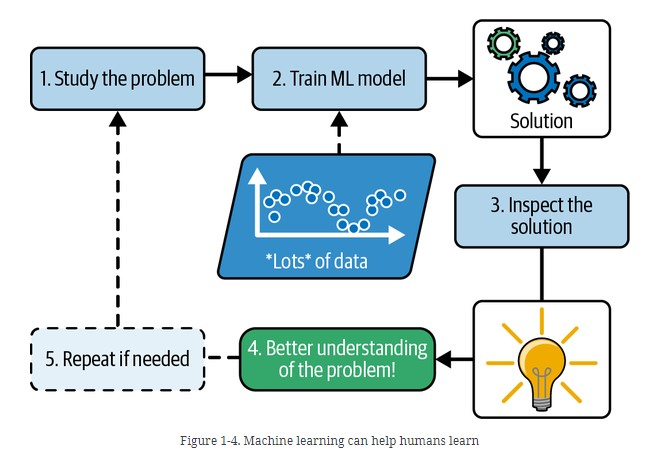 1. Study the problem
2. Train ML model
Solution
*Lots* of data
3. Inspect the
solution
4. Better understanding
of the problem!
5. Repeat if needed
Figure 1-4. Machine learning can help humans learn